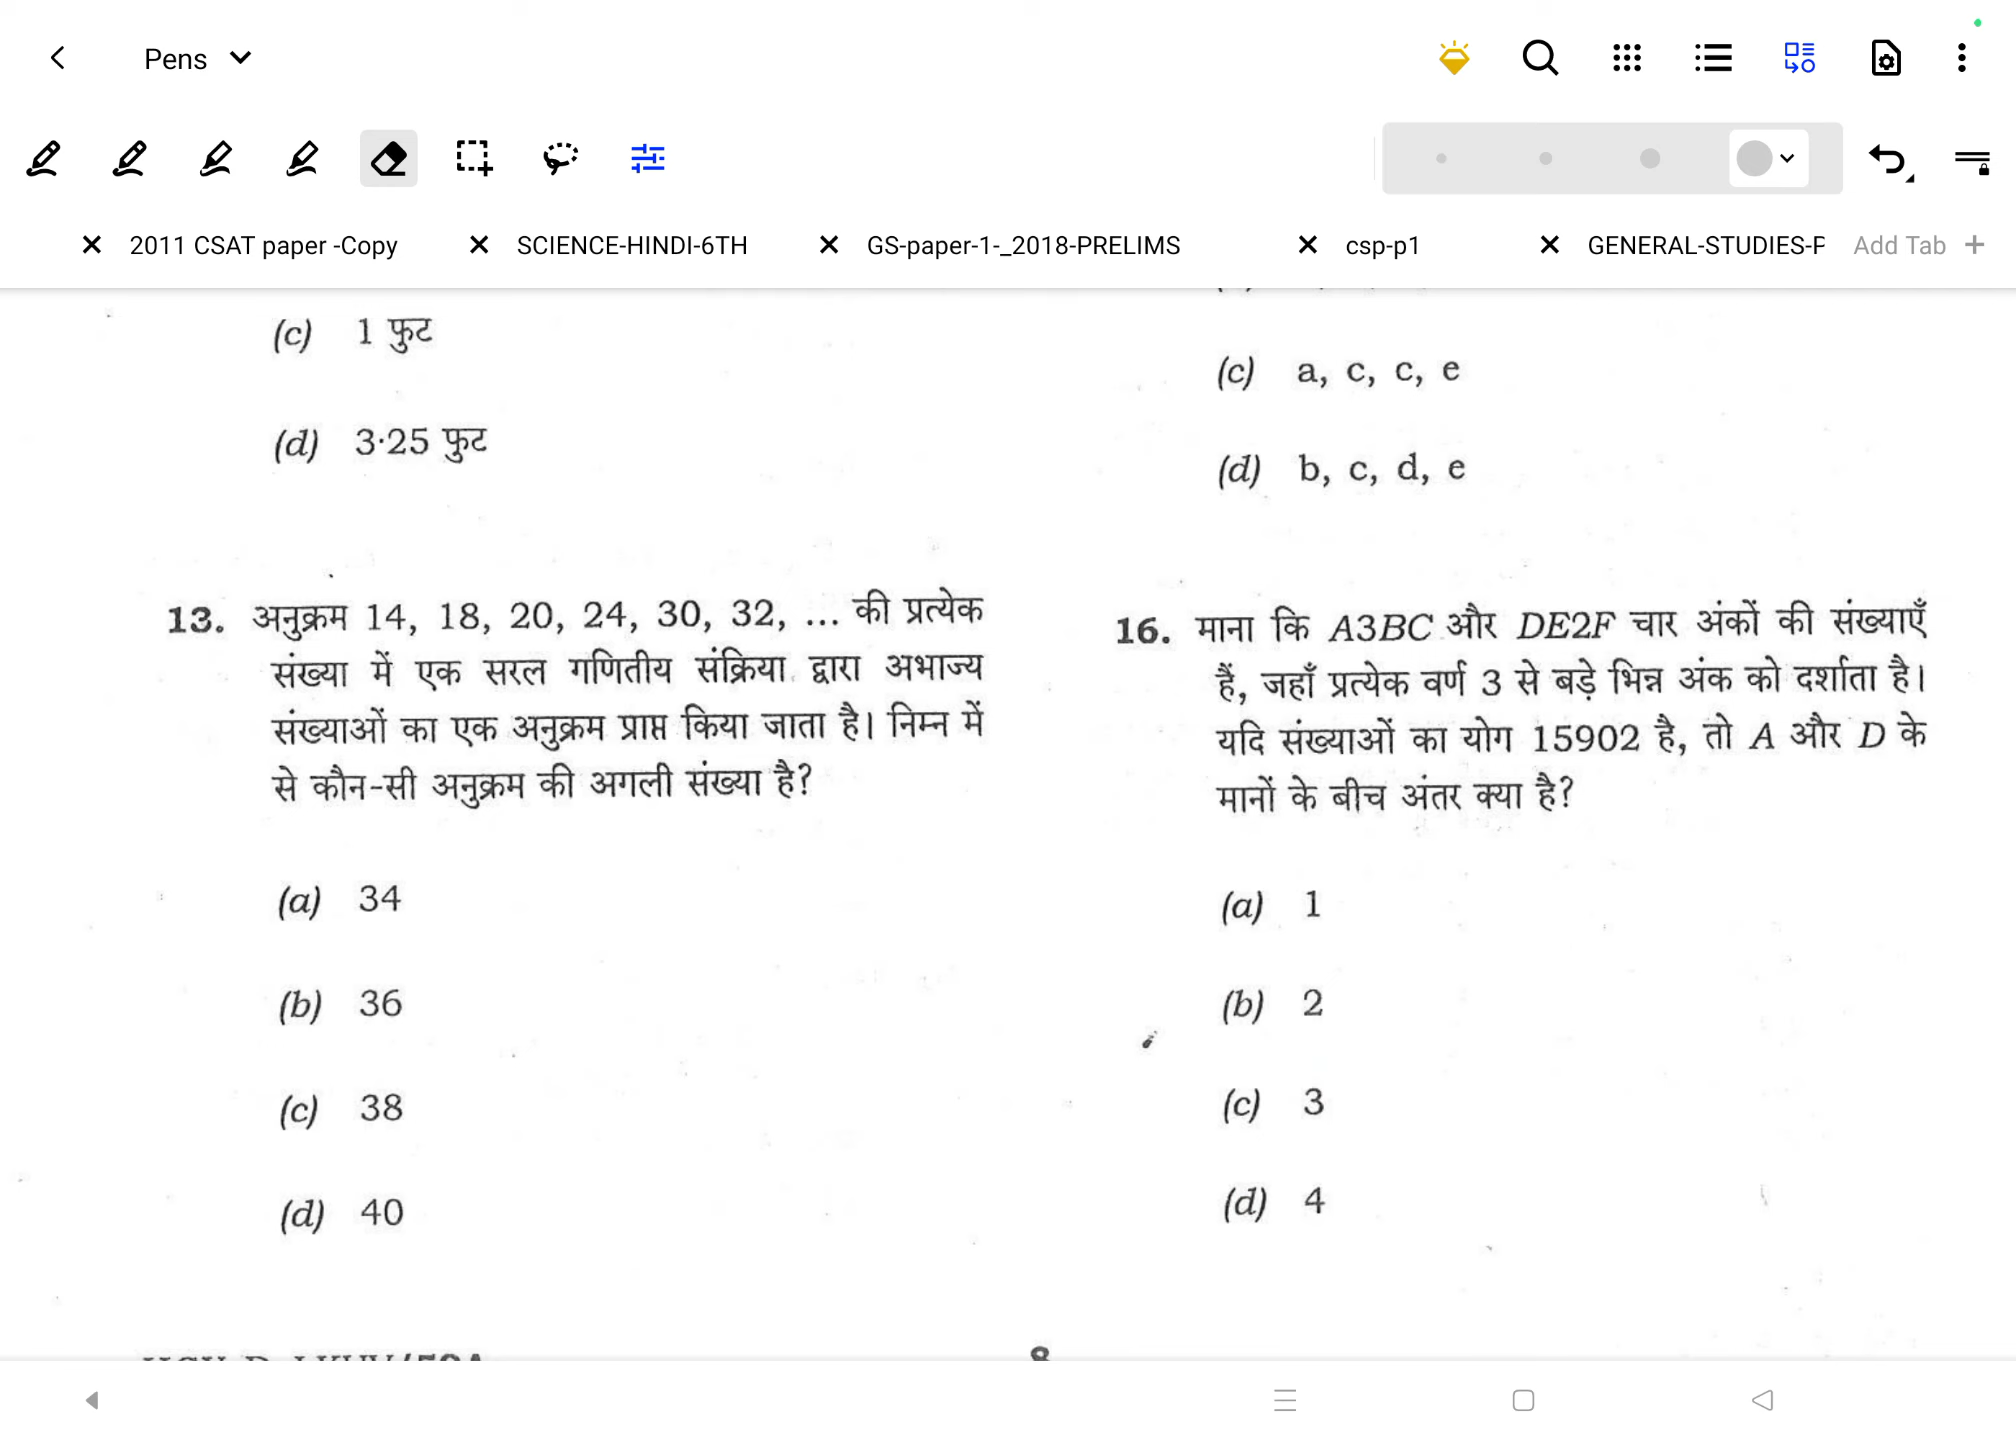 Pens
2011 CSAT paper -Copy
SCIENCE-HINDI-6TH
GS-paper-1-_2018-PRELIMS
csp-p1
GENERAL-STUDIES-P
Add Tab +
(c) 1 फुट
(d) 3·25 फुट
13. अनुक्रम 14, 18, 20, 24, 30, 32, ... की प्रत्येक
संख्या में एक सरल गणितीय संक्रिया द्वारा अभाज्य
संख्याओं का एक अनुक्रम प्राप्त किया जाता है। निम्न में
से कौन-सी अनुक्रम की अगली संख्या है?
(a) 34
(b) 36
(c) 38
(d) 40
(c) a, c, c, e
(d) b, c, d, e
16. माना कि A3BC और DE2F चार अंकों की संख्याएँ
हैं, जहाँ प्रत्येक वर्ण 3 से बड़े भिन्न अंक को दर्शाता है।
यदि संख्याओं का योग 15902 है, तो A और D के
मानों के बीच अंतर क्या है?
(a) 1
(b) 2
(c) 3
(d) 4